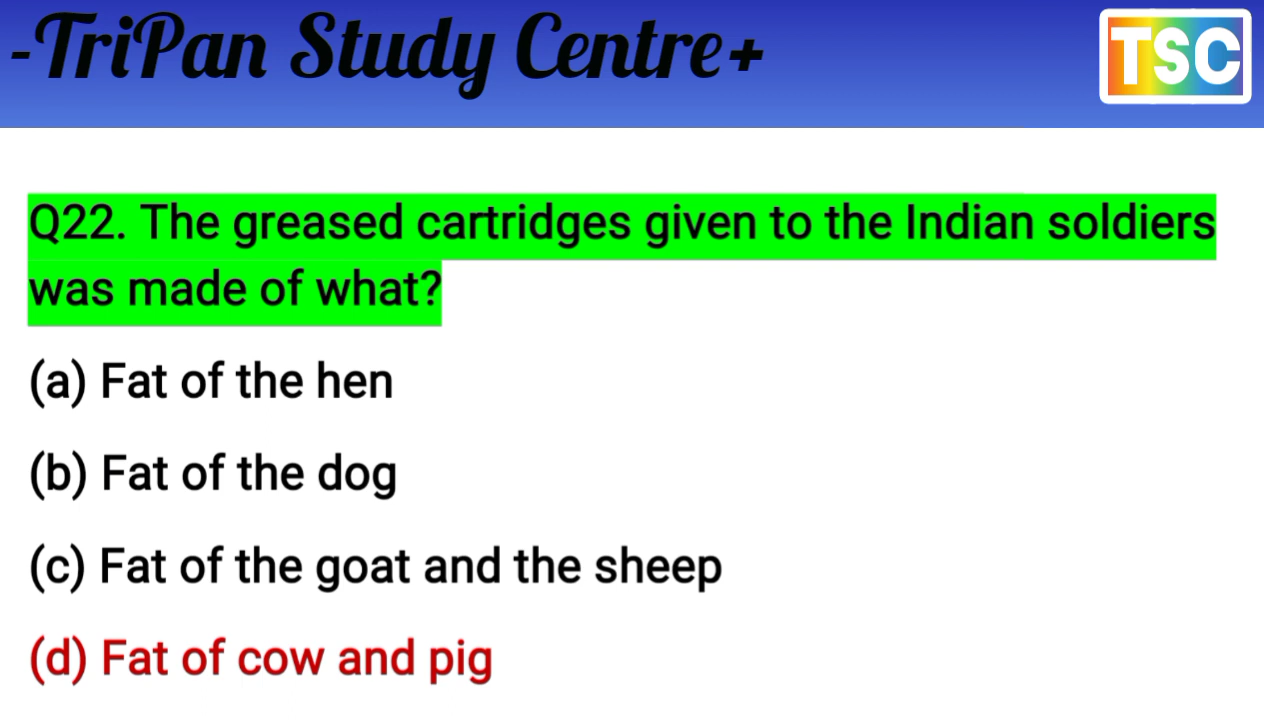 -TriPan Study Centre+
TSC
Q22. The greased cartridges given to the Indian soldiers
was made of what?
(a) Fat of the hen
(b) Fat of the dog
(c) Fat of the goat and the sheep
(d) Fat of cow and pig